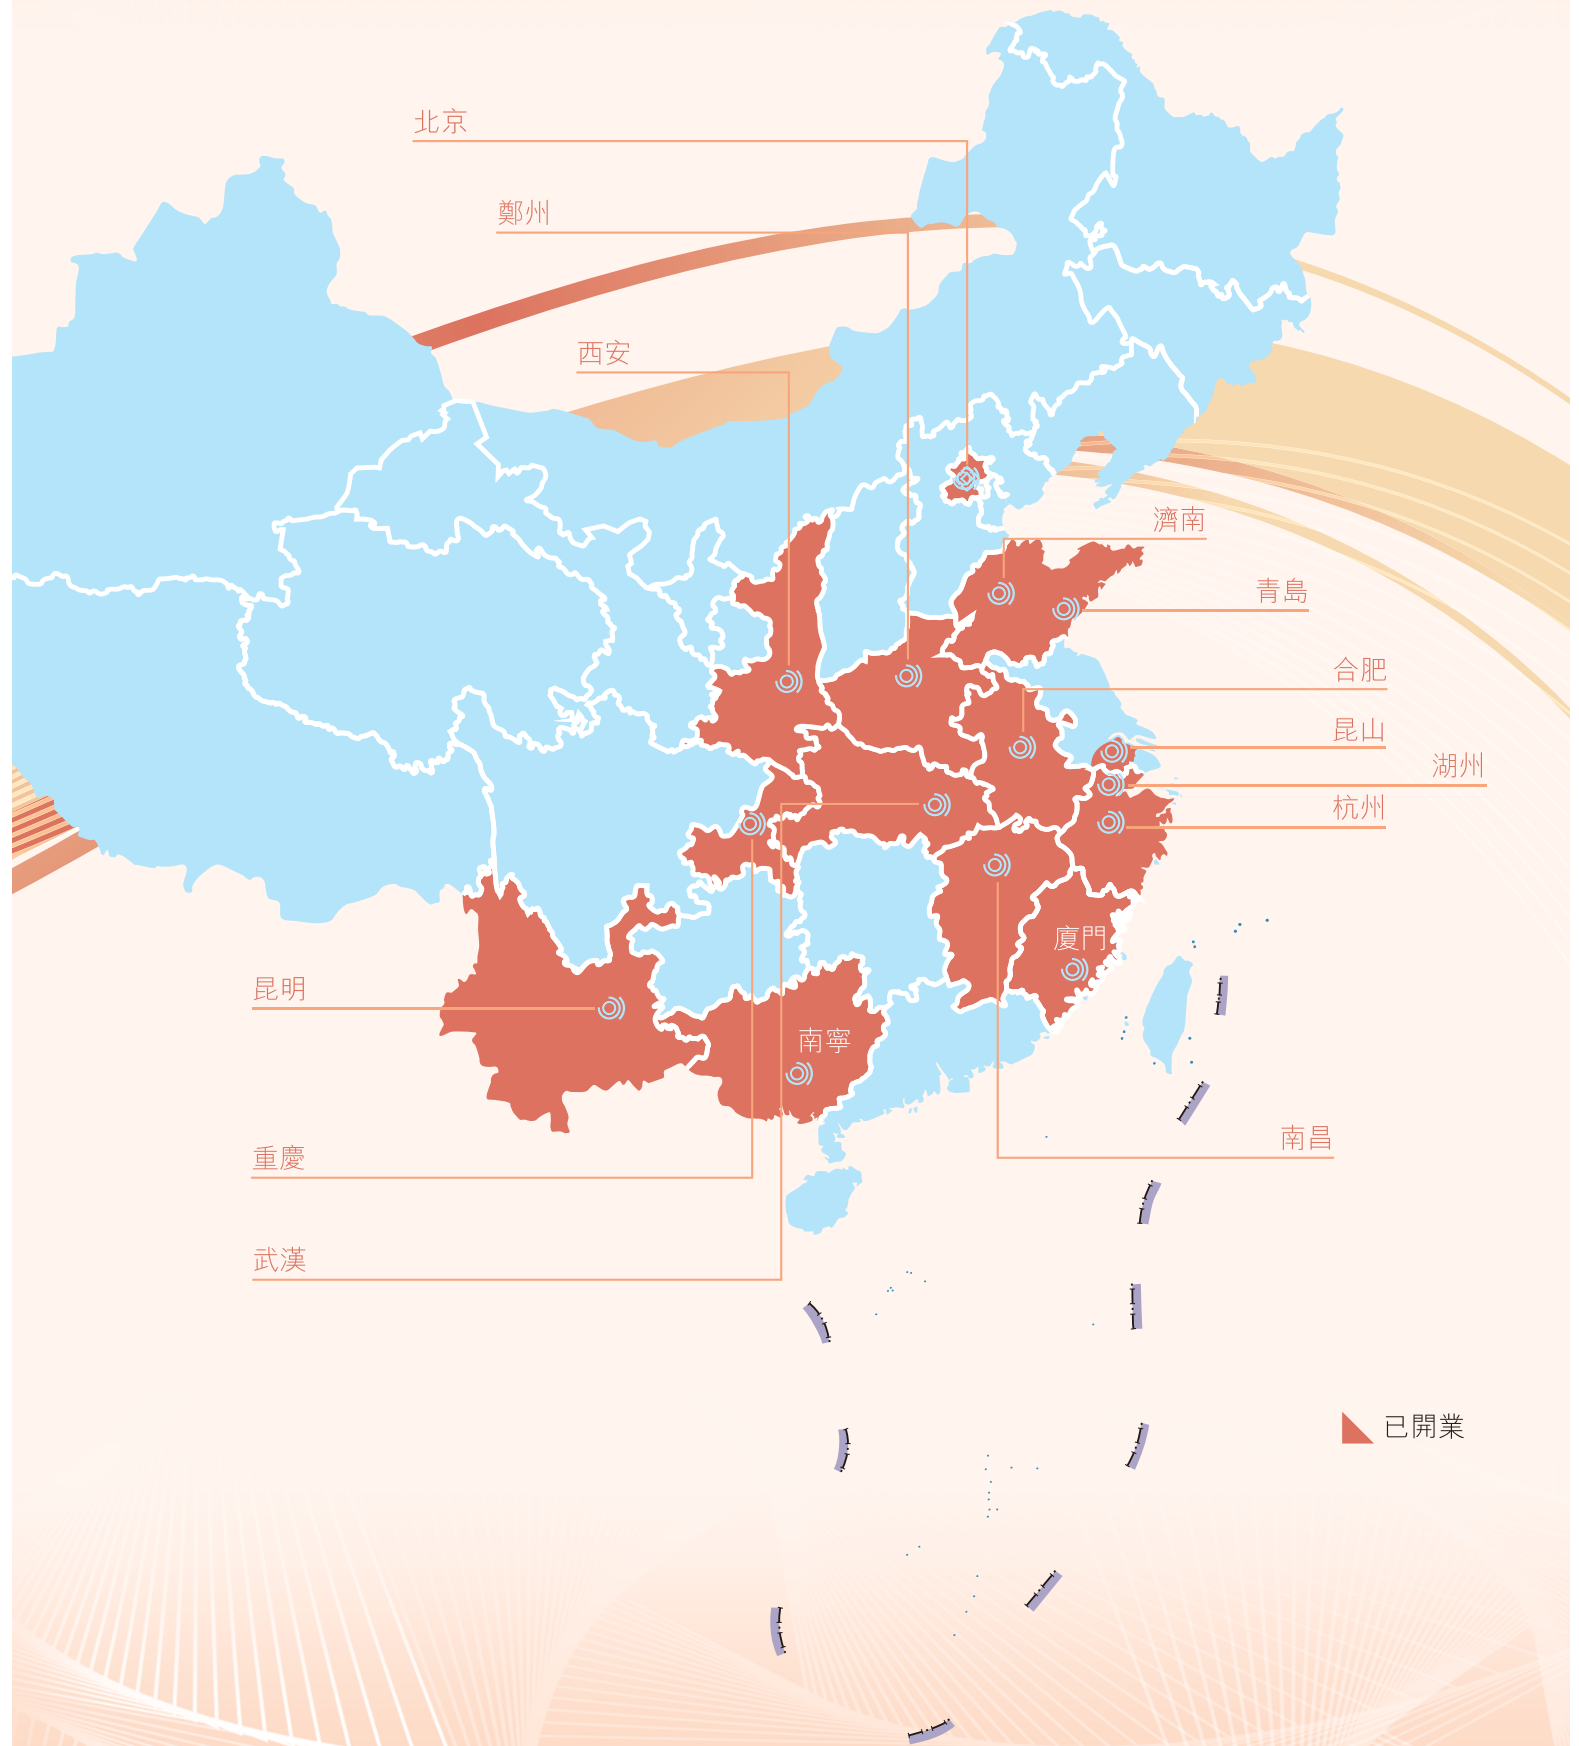 北京
鄭州
西安
濟南
青島
合肥
昆山
湖州
杭州
廈門
昆明
南寧
南昌
重慶
武漢
已開業